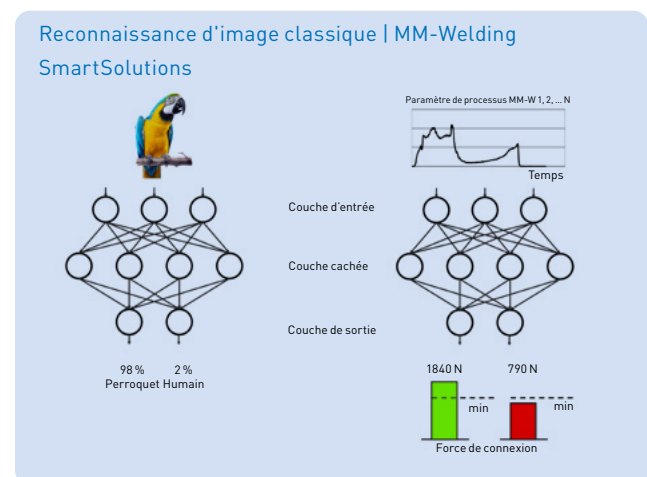 Reconnaissance d'image classique | MM-Welding
SmartSolutions
Paramètre de processus MM-W 1, 2, ... N
Temps
Couche d'entrée
Couche cachée
Couche de sortie
98 % 2 %
Perroquet Humain
1840 N 790 N
min min
Force de connexion